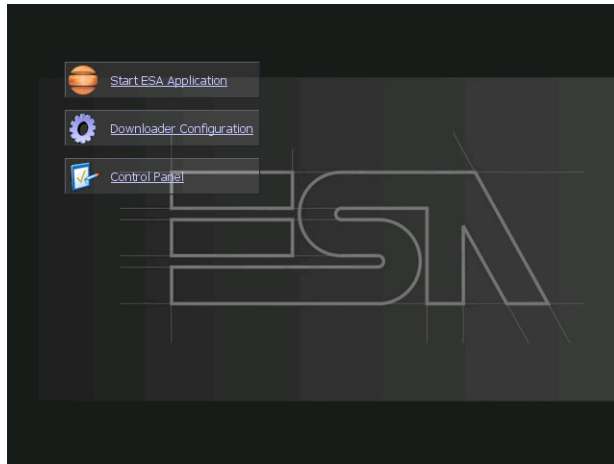 Start ESA Application
Downloader Configuration
Control Panel
ESA